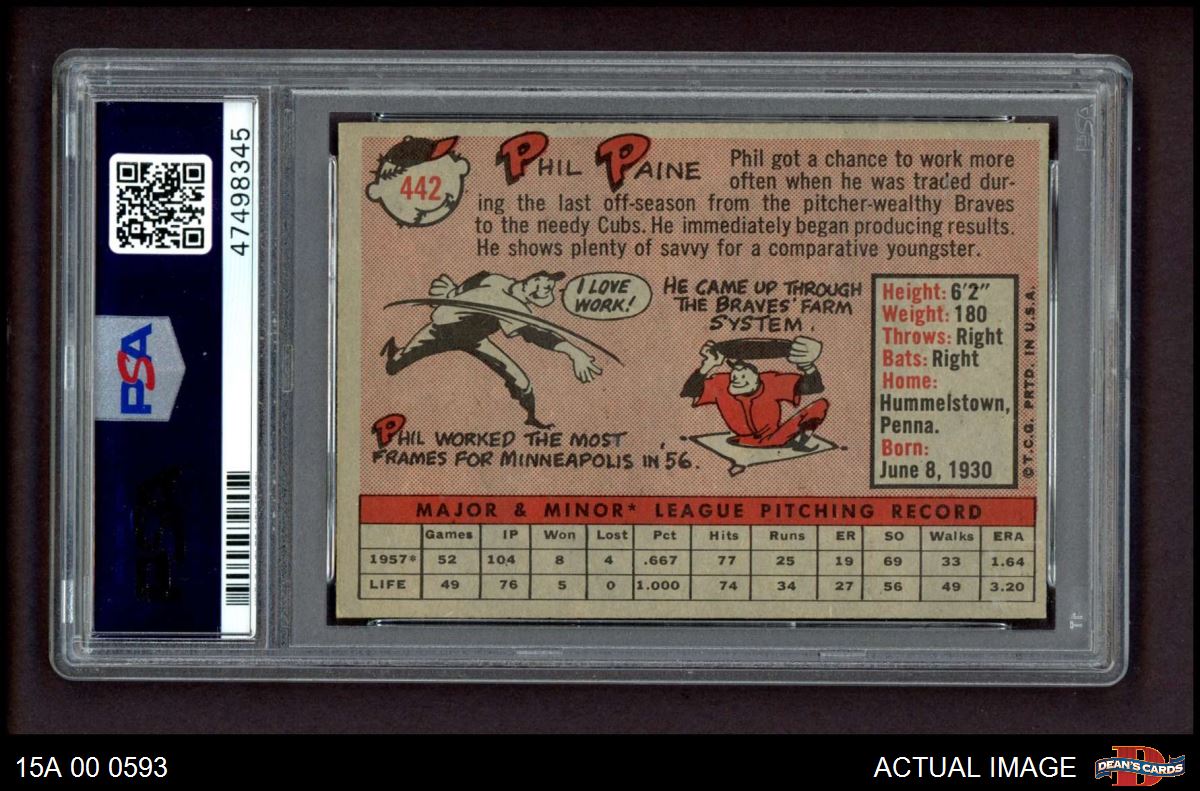 47498345
PSA
442
PHIL PAINE
Phil got a chance to work more
often when he was traded dur-
ing the last off-season from the pitcher-wealthy Braves
to the needy Cubs. He immediately began producing results.
He shows plenty of savvy for a comparative youngster.
I LOVE
WORK!
PHIL WORKED THE MOST
FRAMES FOR MINNEAPOLIS IN '56.
HE CAME UP THROUGH
THE BRAVES' FARM
SYSTEM.
Height: 6'2"
Weight: 180
Throws: Right
Bats: Right
Home:
Hummelstown,
Penna.
Born:
June 8, 1930
© T.C.G. PRTD. IN U.S.A.
MAJOR & MINOR* LEAGUE PITCHING RECORD
Games IP Won Lost Pct Hits Runs ER SO Walks ERA
1957* 52 104 8 4 .667 77 25 19 69 33 1.64
LIFE 49 76 5 0 1.000 74 34 27 56 49 3.20
PSA
PSA
15A 00 0593
ACTUAL IMAGE
D
DEAN'S CARDS